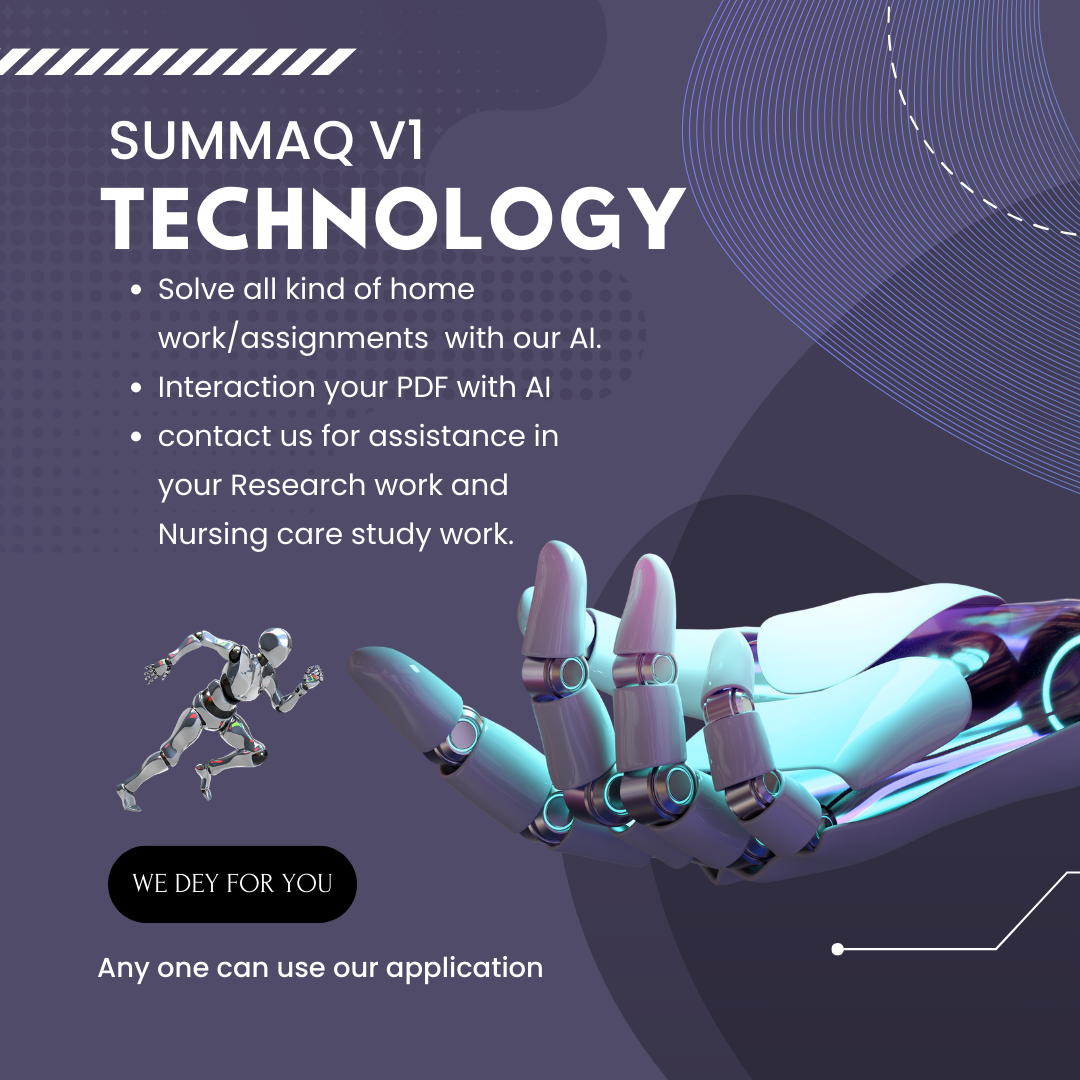 SUMMAQ V1
TECHNOLOGY
• Solve all kind of home
work/assignments with our AI.
• Interaction your PDF with AI
• contact us for assistance in
your Research work and
Nursing care study work.
WE DEY FOR YOU
Any one can use our application